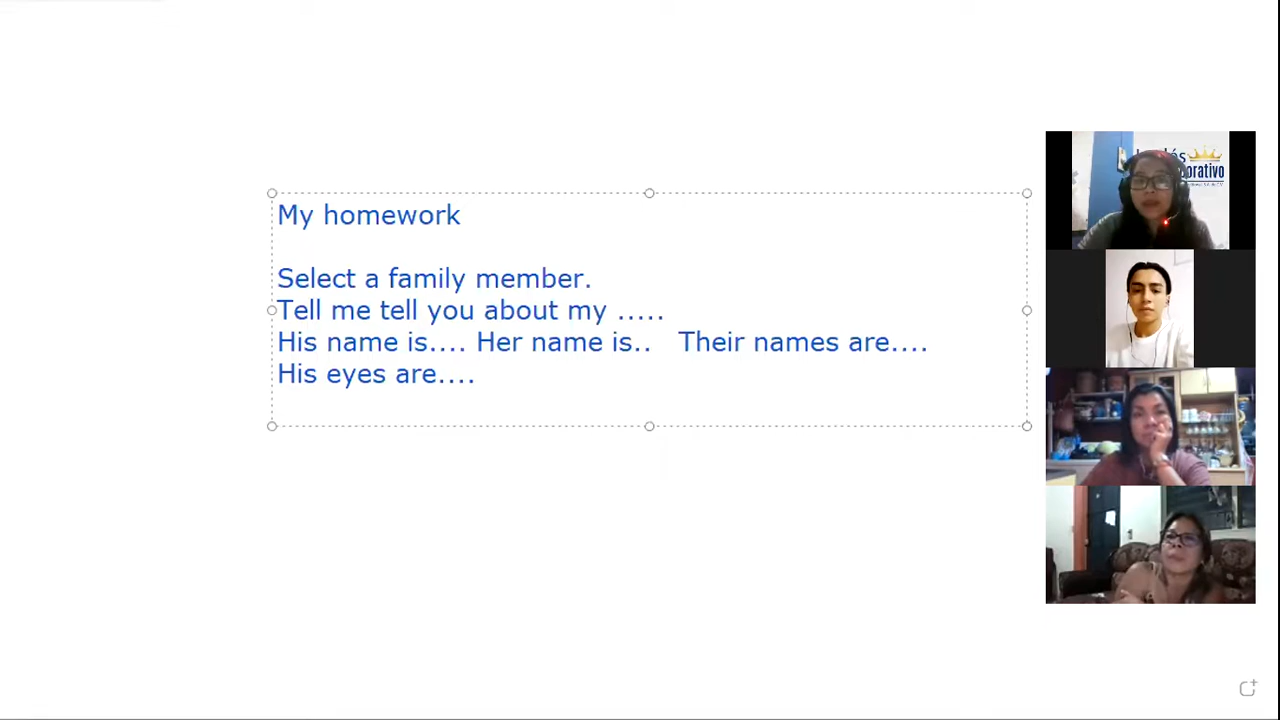 My homework
Select a family member.
Tell me tell you about my .....
His name is.... Her name is..   Their names are....
His eyes are....